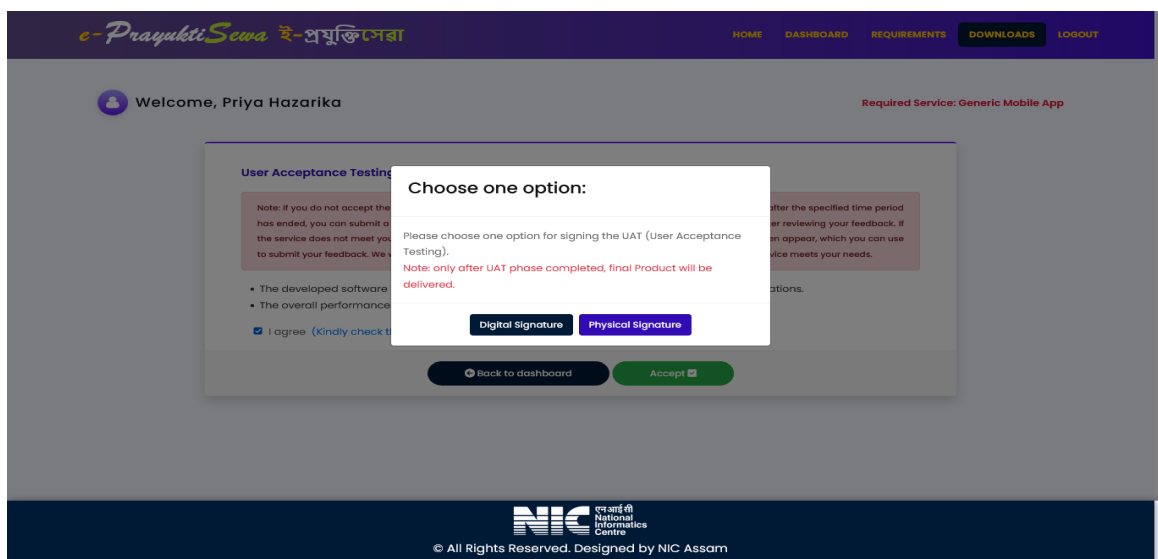 e-PrayuktiSewa ই-প্রযুক্তিসেৱা
HOME DASHBOARD REQUIREMENTS DOWNLOADS LOGOUT
Welcome, Priya Hazarika
Required Service: Generic Mobile App
User Acceptance Testing
Note: If you do not accept the
after the specified time period
has ended, you can submit a
er reviewing your feedback. If
the service does not meet you
en appear, which you can use
to submit your feedback. We
vice meets your needs.
• The developed software
ations.
• The overall performance
I agree (Kindly check t
Choose one option:
Please choose one option for signing the UAT (User Acceptance
Testing).
Note: only after UAT phase completed, final Product will be
delivered.
Digital Signature Physical Signature
Back to dashboard Accept
NIC
एन आई सी
National
Informatics
Centre
© All Rights Reserved. Designed by NIC Assam